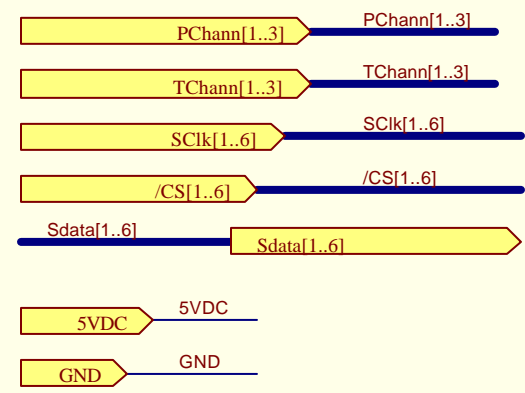 PChann[1..3] PChann[1..3]
TChann[1..3] TChann[1..3]
SClk[1..6] SClk[1..6]
/CS[1..6] /CS[1..6]
Sdata[1..6] Sdata[1..6]
5VDC 5VDC
GND GND